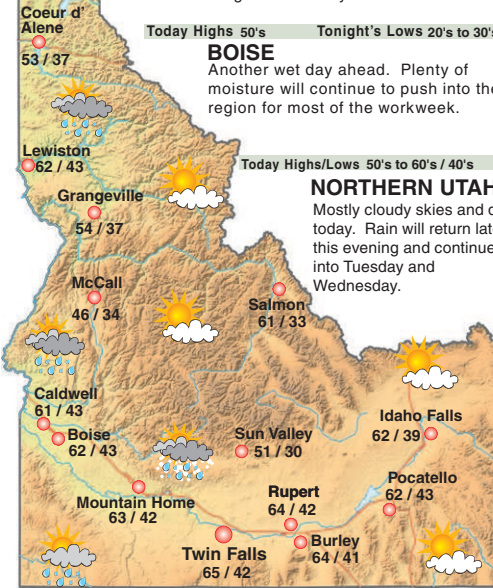 Coeur d'
Alene
53 / 37
Today Highs 50's Tonight's Lows 20's to 30's
BOISE
Another wet day ahead. Plenty of
moisture will continue to push into the
region for most of the workweek.
Lewiston
62 / 43
Today Highs/Lows 50's to 60's / 40's
Grangeville
54 / 37
NORTHERN UTAH
Mostly cloudy skies and
today. Rain will return
this evening and continue
into Tuesday and
Wednesday.
McCall
46 / 34
Salmon
61 / 33
Caldwell
61 / 43
Boise
62 / 43
Sun Valley
51 / 30
Idaho Falls
62 / 39
Mountain Home
63 / 42
Rupert
64 / 42
Pocatello
62 / 43
Twin Falls
65 / 42
Burley
64 / 41